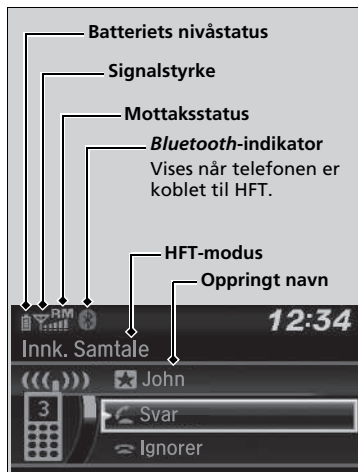 Batteriets nivåstatus
Signalstyrke
Mottaksstatus
Bluetooth-indikator
Vises når telefonen er
koblet til HFT.
HFT-modus
Oppringt navn
RM 12:34
Innk. Samtale
John
3
Svar
Ignorer